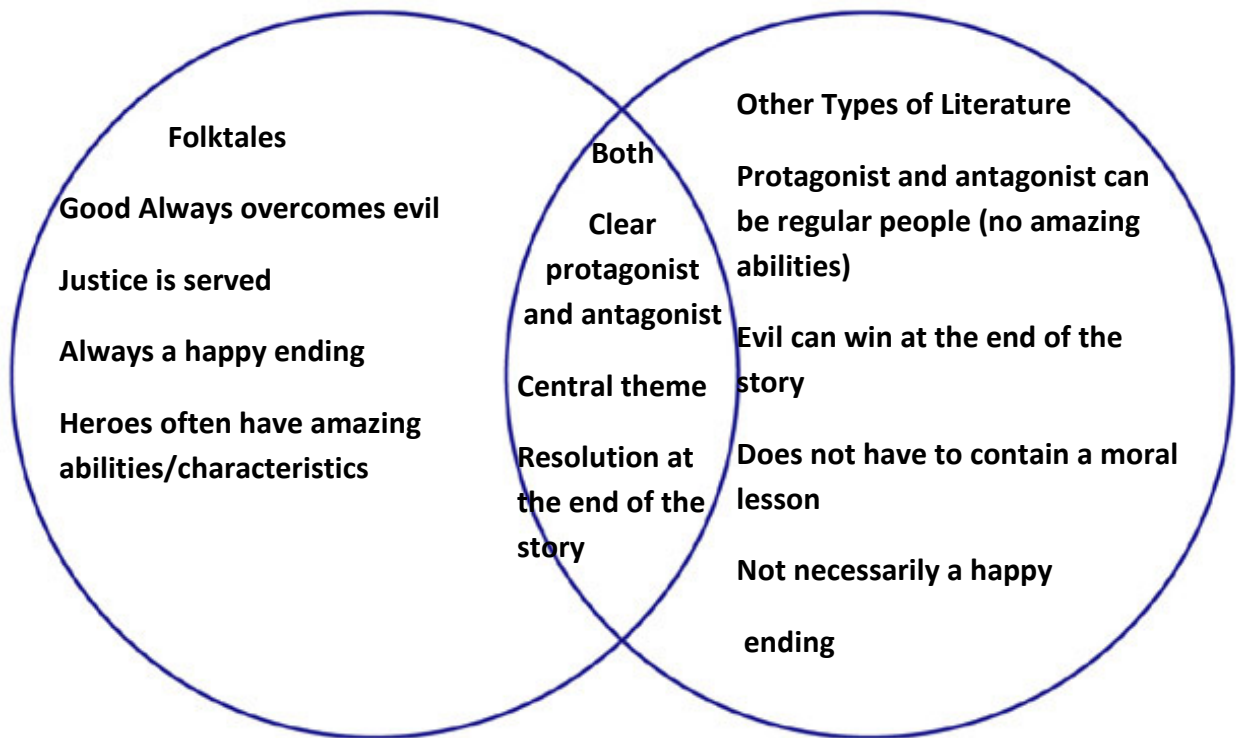 Folktales
Good Always overcomes evil
Justice is served
Always a happy ending
Heroes often have amazing
abilities/characteristics
Both
Clear
protagonist
and antagonist
Central theme
Resolution at
the end of the
story
Other Types of Literature
Protagonist and antagonist can
be regular people (no amazing
abilities)
Evil can win at the end of the
story
Does not have to contain a moral
lesson
Not necessarily a happy
ending